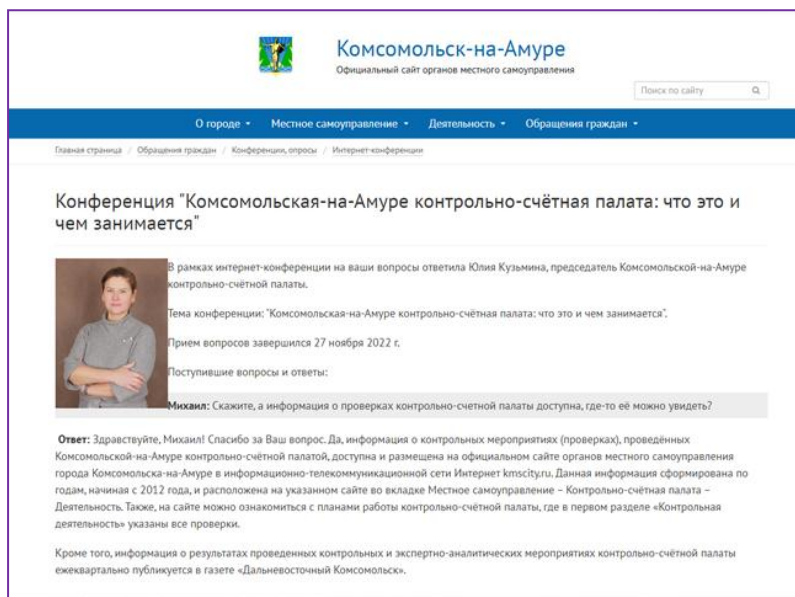 Комсомольск-на-Амуре
Официальный сайт органов местного самоуправления
Поиск по сайту
О городе Местное самоуправление Деятельность Обращения граждан
Главная страница / Обращения граждан / Конференции, опросы / Интернет-конференции
Конференция "Комсомольская-на-Амуре контрольно-счётная палата: что это и
чем занимается"
В рамках интернет-конференции на ваши вопросы ответила Юлия Кузьмина, председатель Комсомольской-на-Амуре
контрольно-счётной палаты.
Тема конференции: "Комсомольская-на-Амуре контрольно-счётная палата: что это и чем занимается".
Прием вопросов завершился 27 ноября 2022 г.
Поступившие вопросы и ответы:
Михаил: Скажите, а информация о проверках контрольно-счетной палаты доступна, где-то её можно увидеть?
Ответ: Здравствуйте, Михаил! Спасибо за Ваш вопрос. Да, информация о контрольных мероприятиях (проверках), проведённых
Комсомольской-на-Амуре контрольно-счётной палатой, доступна и размещена на официальном сайте органов местного самоуправления
города Комсомольска-на-Амуре в информационно-телекоммуникационной сети Интернет kmscity.ru. Данная информация сформирована по
годам, начиная с 2012 года, и расположена на указанном сайте во вкладке Местное самоуправление – Контрольно-счётная палата –
Деятельность. Также, на сайте можно ознакомиться с планами работы контрольно-счётной палаты, где в первом разделе «Контрольная
деятельность» указаны все проверки.
Кроме того, информация о результатах проведенных контрольных и экспертно-аналитических мероприятиях контрольно-счётной палаты
ежеквартально публикуется в газете «Дальневосточный Комсомольск».